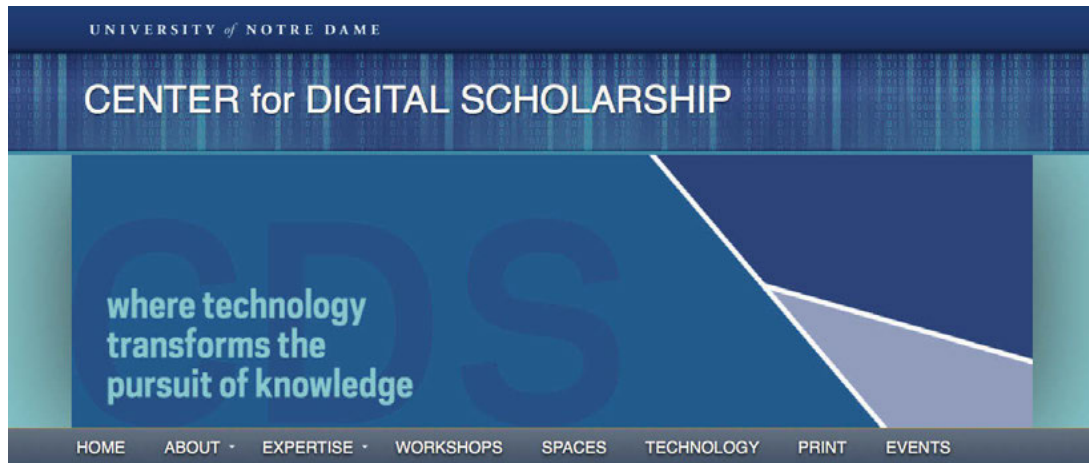 UNIVERSITY of NOTRE DAME
CENTER for DIGITAL SCHOLARSHIP
CDS
where technology
transforms the
pursuit of knowledge
HOME ABOUT EXPERTISE WORKSHOPS SPACES TECHNOLOGY PRINT EVENTS